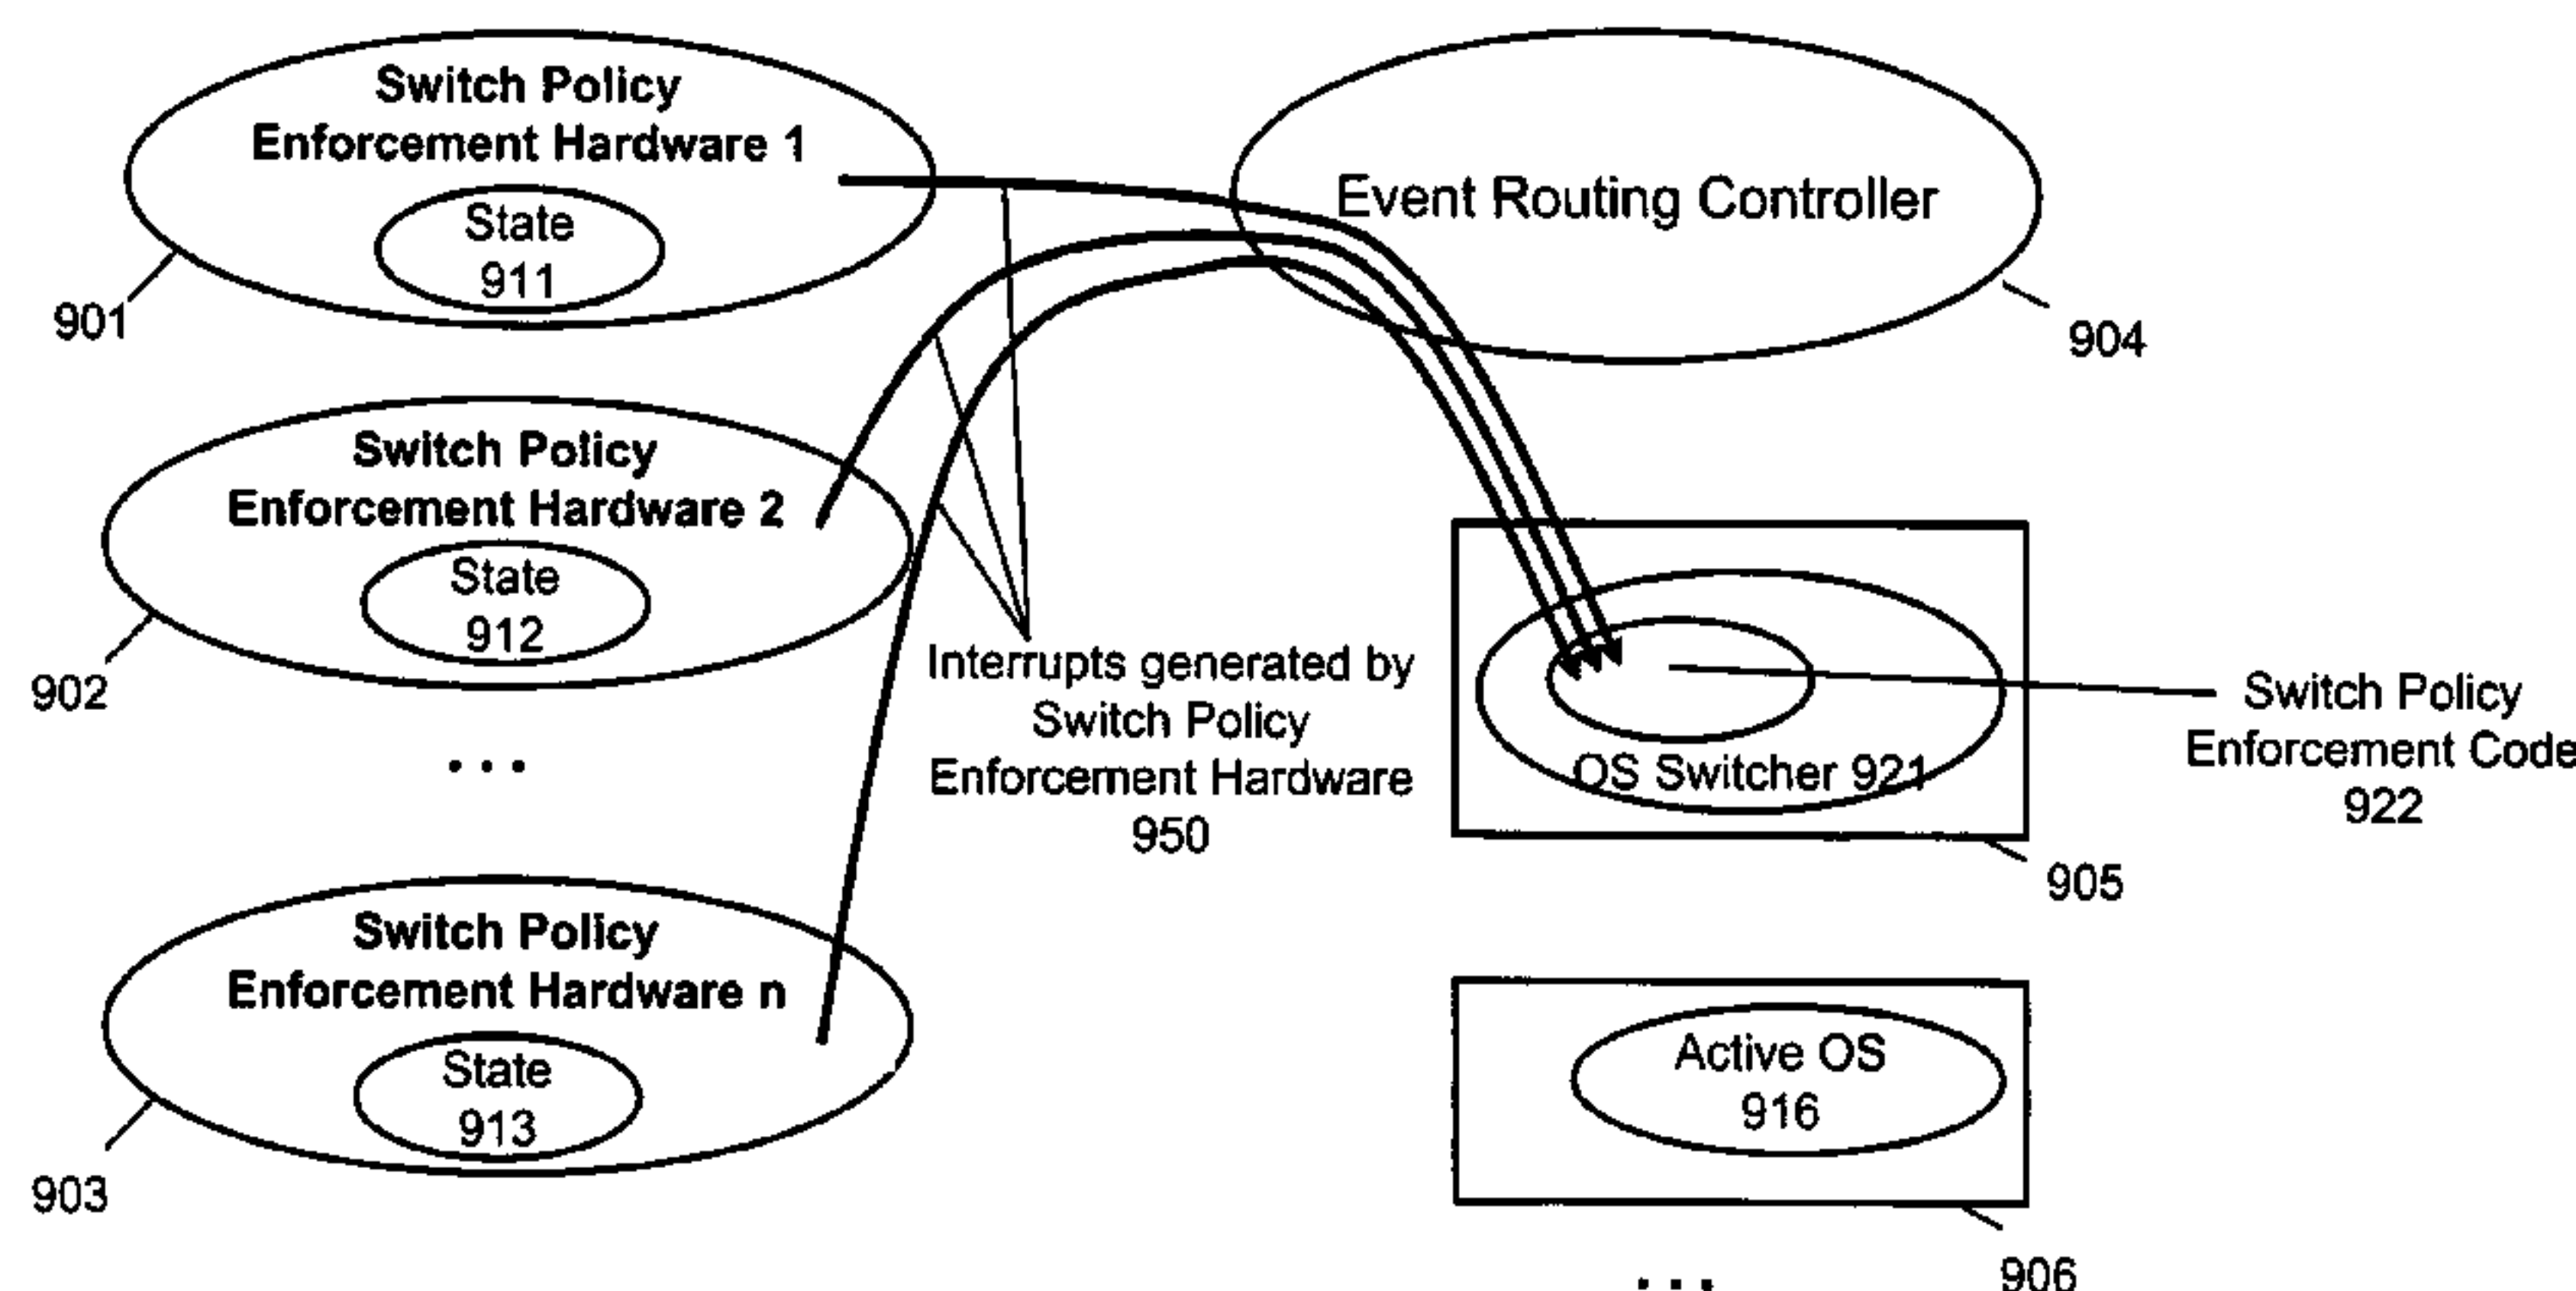 Switch Policy
Enforcement Hardware 1
State
911
901
Event Routing Controller
904
Switch Policy
Enforcement Hardware 2
State
912
902
...
Interrupts generated by
Switch Policy
Enforcement Hardware
950
OS Switcher 921
Switch Policy
Enforcement Code
922
905
Switch Policy
Enforcement Hardware n
State
913
903
Active OS
916
906
...